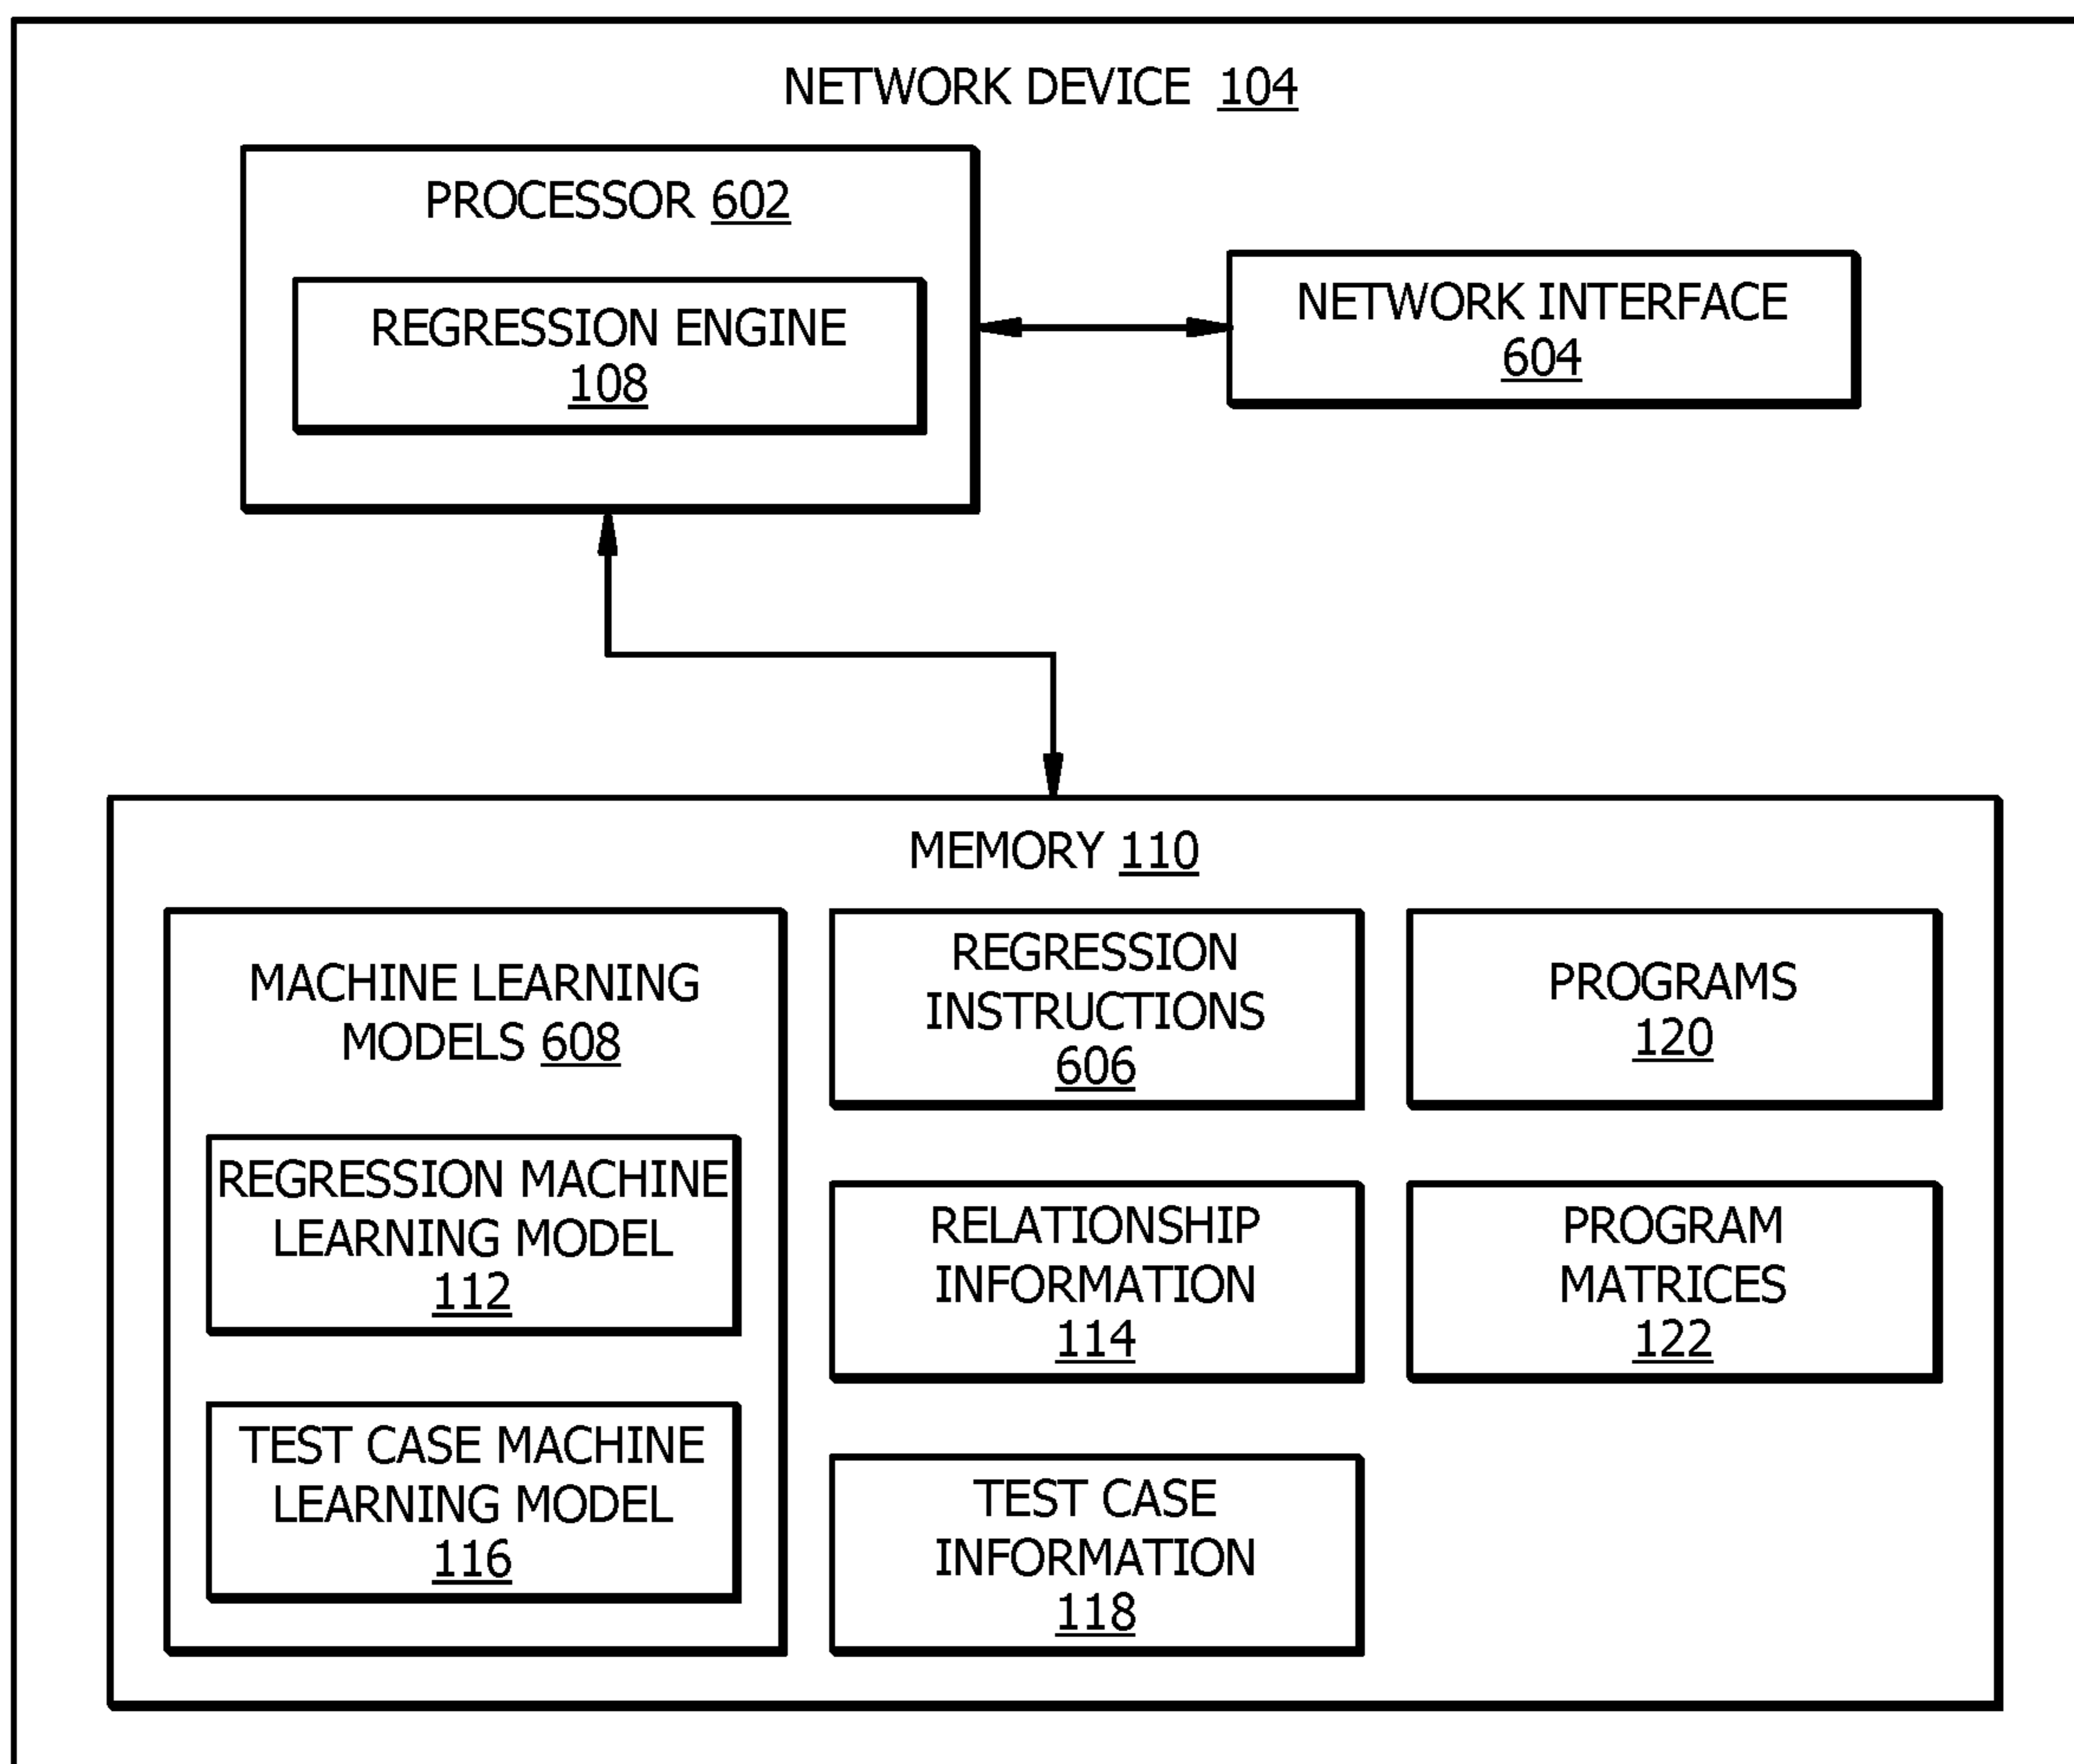 NETWORK DEVICE 104
PROCESSOR 602
REGRESSION ENGINE
108
NETWORK INTERFACE
604
MEMORY 110
MACHINE LEARNING
MODELS 608
REGRESSION MACHINE
LEARNING MODEL
112
TEST CASE MACHINE
LEARNING MODEL
116
REGRESSION
INSTRUCTIONS
606
RELATIONSHIP
INFORMATION
114
TEST CASE
INFORMATION
118
PROGRAMS
120
PROGRAM
MATRICES
122